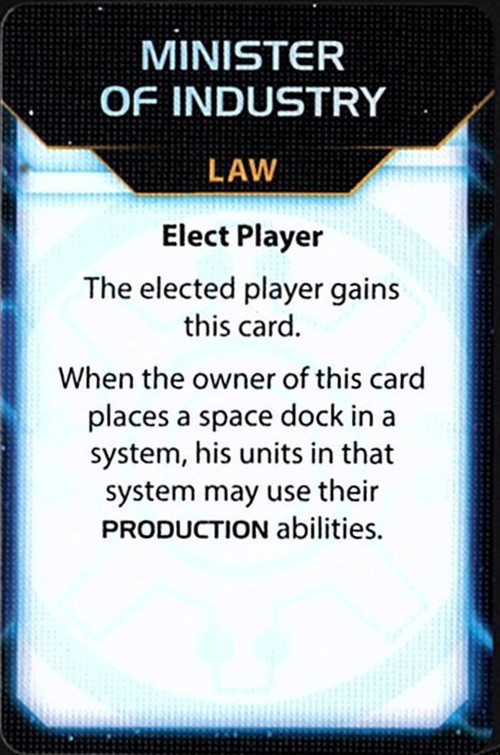 MINISTER
OF INDUSTRY
LAW
Elect Player
The elected player gains
this card.
When the owner of this card
places a space dock in a
system, his units in that
system may use their
PRODUCTION abilities.